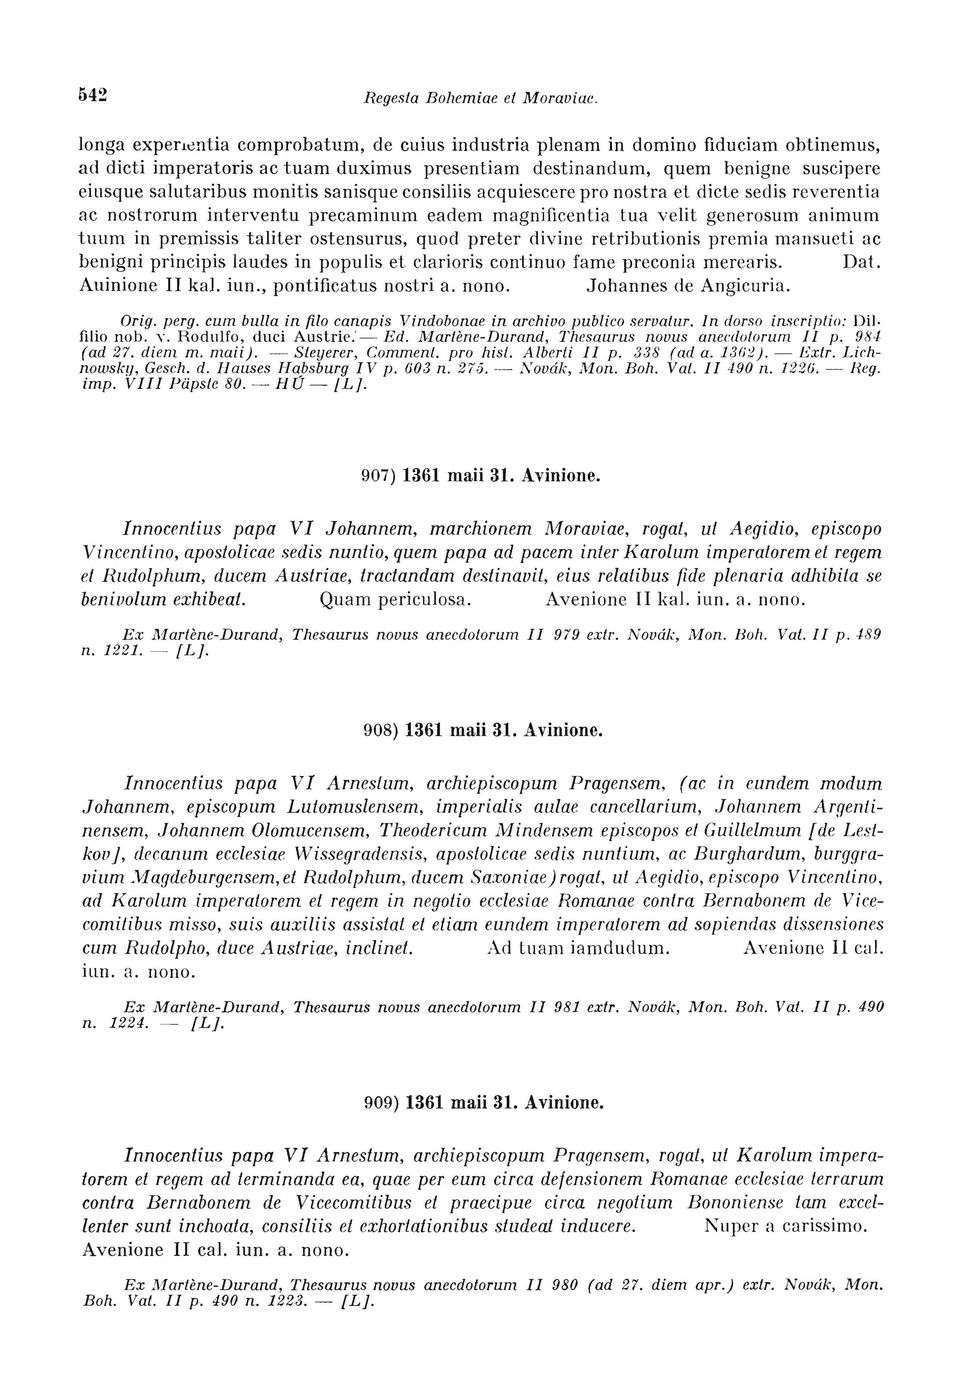 542
Regesta Bohemiae et Moraviae.
longa experientia comprobatum, de cuius industria plenam in domino fiduciam obtinemus,
ad dicti imperatoris ac tuam duximus presentiam destinandum, quem benigne suscipere
eiusque salutaribus monitis sanisque consiliis acquiescere pro nostra et dicte sedis reverentia
ac nostrorum interventu precaminum eadem magnificentia tua velit generosum animum
tuum in premissis taliter ostensurus, quod preter divine retributionis premia mansueti ac
benigni principis laudes in populis et clarioris continuo fame preconia merearis. Dat.
Auinione II kal. iun., pontificatus nostri a. nono. Johannes de Angicuria.
Orig. perg. cum bulla in filo canapis Vindobonae in archivo publico servatur. In dorso inscriptio: Dil.
filio nob. v. Rodulfo, duci Austrie. — Ed. Martène-Durand, Thesaurus novus anecdotorum II p. 984
(ad 27. diem m. maii). — Steyerer, Comment. pro hist. Alberti II p. 338 (ad a. 1362). — Extr. Lich-
nowsky, Gesch. d. Hauses Habsburg IV p. 603 n. 275. — Novák, Mon. Boh. Vat. II 490 n. 1226. — Reg.
imp. VIII Päpste 80. — HÚ — [L].
907) 1361 maii 31. Avinione.
Innocentius papa VI Johannem, marchionem Moraviae, rogat, ut Aegidio, episcopo
Vincentino, apostolicae sedis nuntio, quem papa ad pacem inter Karolum imperatorem et regem
et Rudolphum, ducem Austriae, tractandam destinavit, eius relatibus fide plenaria adhibita se
benivolum exhibeat. Quam periculosa. Avenione II kal. iun. a. nono.
Ex Martène-Durand, Thesaurus novus anecdotorum II 979 extr. Novák, Mon. Boh. Vat. II p. 489
n. 1221. — [L].
908) 1361 maii 31. Avinione.
Innocentius papa VI Arnestum, archiepiscopum Pragensem, (ac in eundem modum
Johannem, episcopum Lutomuslensem, imperialis aulae cancellarium, Johannem Argenti-
nensem, Johannem Olomucensem, Theodericum Mindensem episcopos et Guillelmum [de Lest-
kov], decanum ecclesiae Wissegradensis, apostolicae sedis nuntium, ac Burghardum, burggra-
vium Magdeburgensem, et Rudolphum, ducem Saxoniae) rogat, ut Aegidio, episcopo Vincentino,
ad Karolum imperatorem et regem in negotio ecclesiae Romanae contra Bernabonem de Vice-
comitibus misso, suis auxiliis assistat et etiam eundem imperatorem ad sopiendas dissensiones
cum Rudolpho, duce Austriae, inclinet. Ad tuam iamdudum. Avenione II cal.
iun. a. nono.
Ex Martène-Durand, Thesaurus novus anecdotorum II 981 extr. Novák, Mon. Boh. Vat. II p. 490
n. 1224. — [L].
909) 1361 maii 31. Avinione.
Innocentius papa VI Arnestum, archiepiscopum Pragensem, rogat, ut Karolum impera-
torem et regem ad terminanda ea, quae per eum circa defensionem Romanae ecclesiae terrarum
contra Bernabonem de Vicecomitibus et praecipue circa negotium Bononiense tam excel-
lenter sunt inchoata, consiliis et exhortationibus studeat inducere. Nuper a carissimo.
Avenione II cal. iun. a. nono.
Ex Martène-Durand, Thesaurus novus anecdotorum II 980 (ad 27. diem apr.) extr. Novák, Mon.
Boh. Vat. II p. 490 n. 1223. — [L].